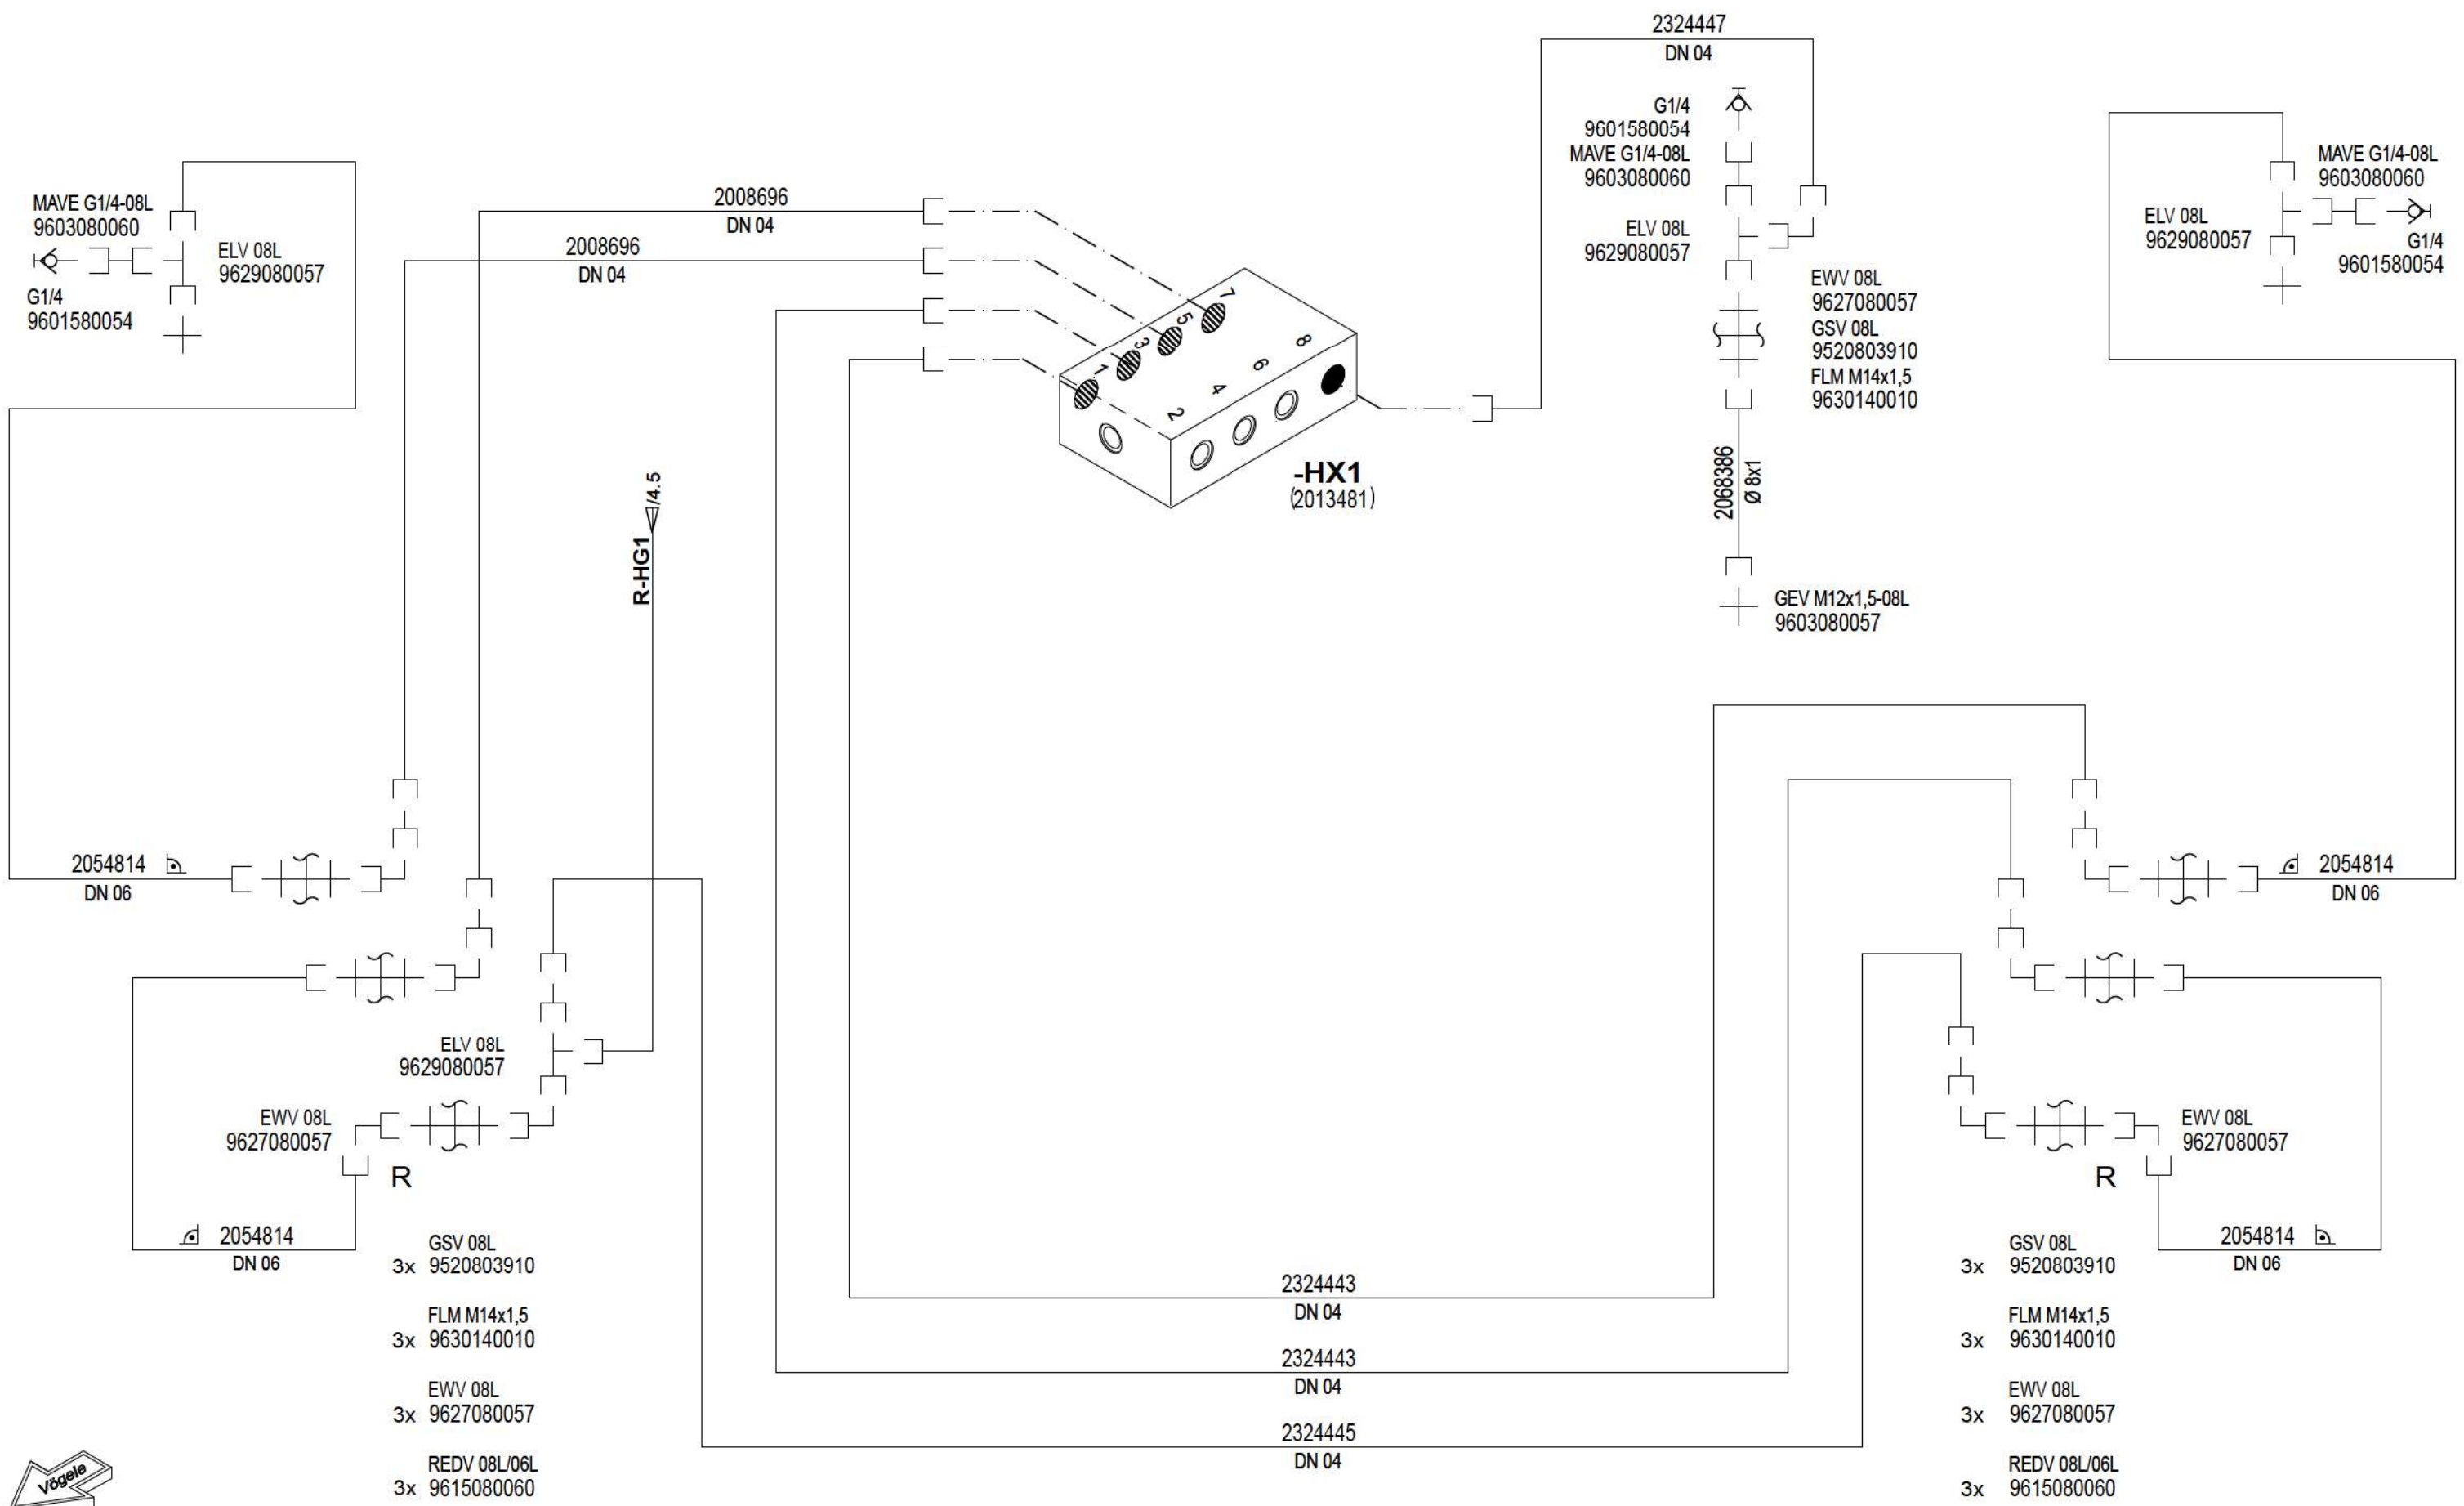 2324447
DN 04
G1/4
9601580054
MAVE G1/4-08L
9603080060
ELV 08L
9629080057
EWV 08L
9627080057
GSV 08L
9520803910
FLM M14x1,5
9630140010
2068386
Ø 8x1
GEV M12x1,5-08L
9603080057
MAVE G1/4-08L
9603080060
ELV 08L
9629080057
G1/4
9601580054
MAVE G1/4-08L
9603080060
ELV 08L
9629080057
G1/4
9601580054
2008696
DN 04
2008696
DN 04
7
5
3
1
8
6
4
2
-HX1
(2013481)
R-HG1
/4.5
2054814
DN 06
2054814
DN 06
ELV 08L
9629080057
EWV 08L
9627080057
R
2054814
DN 06
GSV 08L
3x 9520803910
FLM M14x1,5
3x 9630140010
EWV 08L
3x 9627080057
REDV 08L/06L
3x 9615080060
2324443
DN 04
2324443
DN 04
2324445
DN 04
EWV 08L
9627080057
R
2054814
DN 06
GSV 08L
3x 9520803910
FLM M14x1,5
3x 9630140010
EWV 08L
3x 9627080057
REDV 08L/06L
3x 9615080060
Vögele